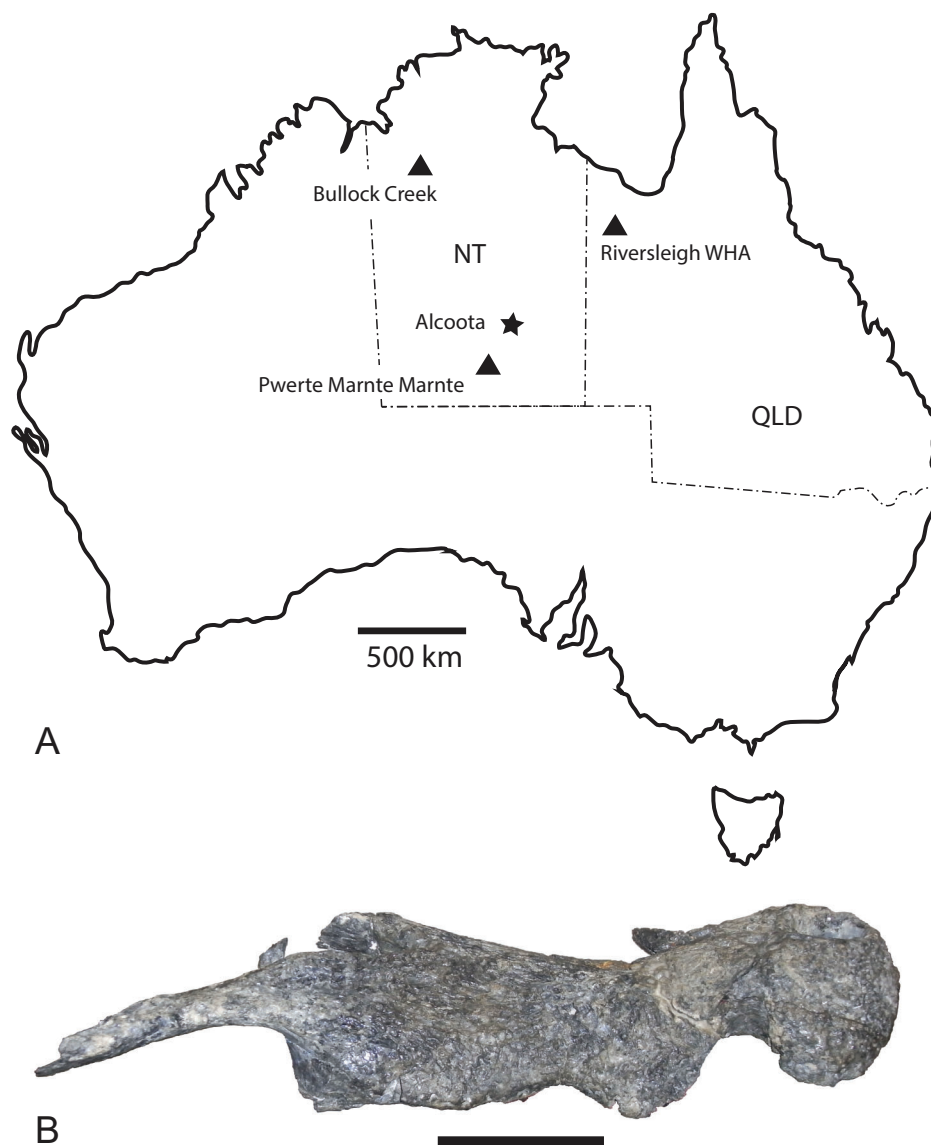 Bullock Creek
NT
Riversleigh WHA
Alcoota
Pwerte Marnte Marnte
QLD
500 km
A
B